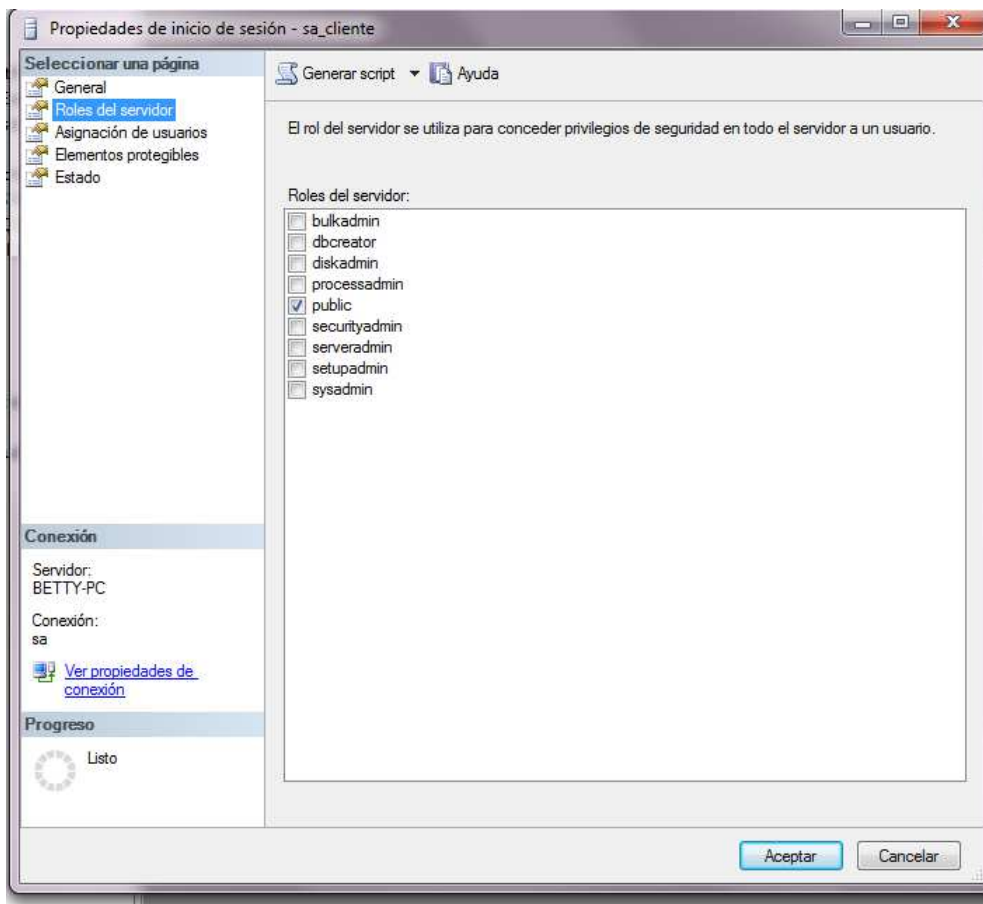 Propiedades de inicio de sesión - sa_cliente
Seleccionar una página
General
Roles del servidor
Asignación de usuarios
Elementos protegibles
Estado
Generar script
Ayuda
El rol del servidor se utiliza para conceder privilegios de seguridad en todo el servidor a un usuario.
Roles del servidor:
bulkadmin
dbcreator
diskadmin
processadmin
public
securityadmin
serveradmin
setupadmin
sysadmin
Conexión
Servidor:
BETTY-PC
Conexión:
sa
Ver propiedades de
conexión
Progreso
Listo
Aceptar
Cancelar